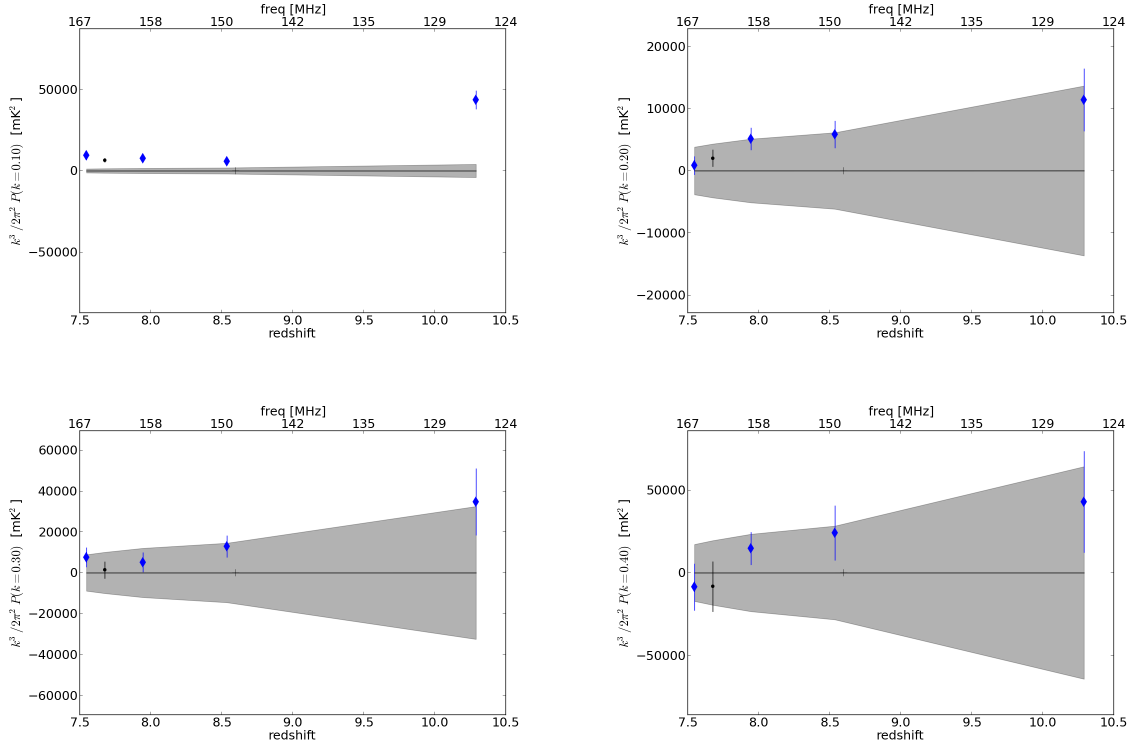 freq [MHz]
167 158 150 142 135 129 124
k³/2π² P(k=0.10) [mK²]
50000
0
−50000
7.5 8.0 8.5 9.0 9.5 10.0 10.5
redshift
freq [MHz]
167 158 150 142 135 129 124
k³/2π² P(k=0.20) [mK²]
20000
10000
0
−10000
−20000
7.5 8.0 8.5 9.0 9.5 10.0 10.5
redshift
freq [MHz]
167 158 150 142 135 129 124
k³/2π² P(k=0.30) [mK²]
60000
40000
20000
0
−20000
−40000
−60000
7.5 8.0 8.5 9.0 9.5 10.0 10.5
redshift
freq [MHz]
167 158 150 142 135 129 124
k³/2π² P(k=0.40) [mK²]
50000
0
−50000
7.5 8.0 8.5 9.0 9.5 10.0 10.5
redshift